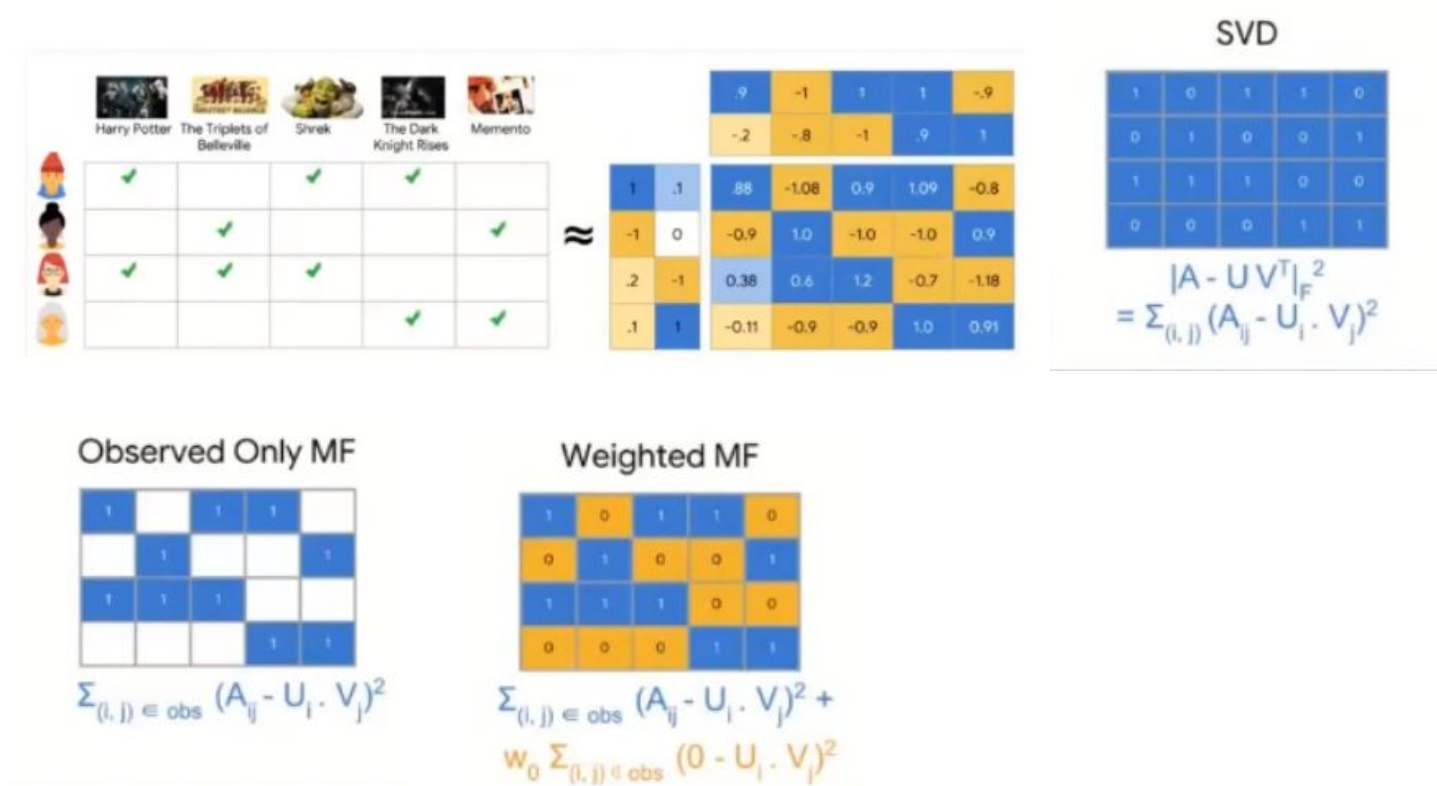 SVD
Harry Potter The Triplets of Belleville Shrek The Dark Knight Rises Memento
.9 -1 1 1 -.9
-.2 -.8 -1 .9 1
1 .1 .88 -1.08 0.9 1.09 -0.8
≈
-1 0 -0.9 1.0 -1.0 -1.0 0.9
.2 -1 0.38 0.6 1.2 -0.7 -1.18
.1 1 -0.11 -0.9 -0.9 1.0 0.91
1 0 1 1 0
0 1 0 0 1
1 1 1 0 0
0 0 0 1 1
|A - U V^T|_F^2
= Σ_(i, j) (A_ij - U_i . V_j)^2
Observed Only MF
1 1 1
1 1
1 1 1
1 1
Σ_(i, j) ∈ obs (A_ij - U_i . V_j)^2
Weighted MF
1 0 1 1 0
0 1 0 0 1
1 1 1 0 0
0 0 0 1 1
Σ_(i, j) ∈ obs (A_ij - U_i . V_j)^2 +
w_0 Σ_(i, j) ∉ obs (0 - U_i . V_j)^2